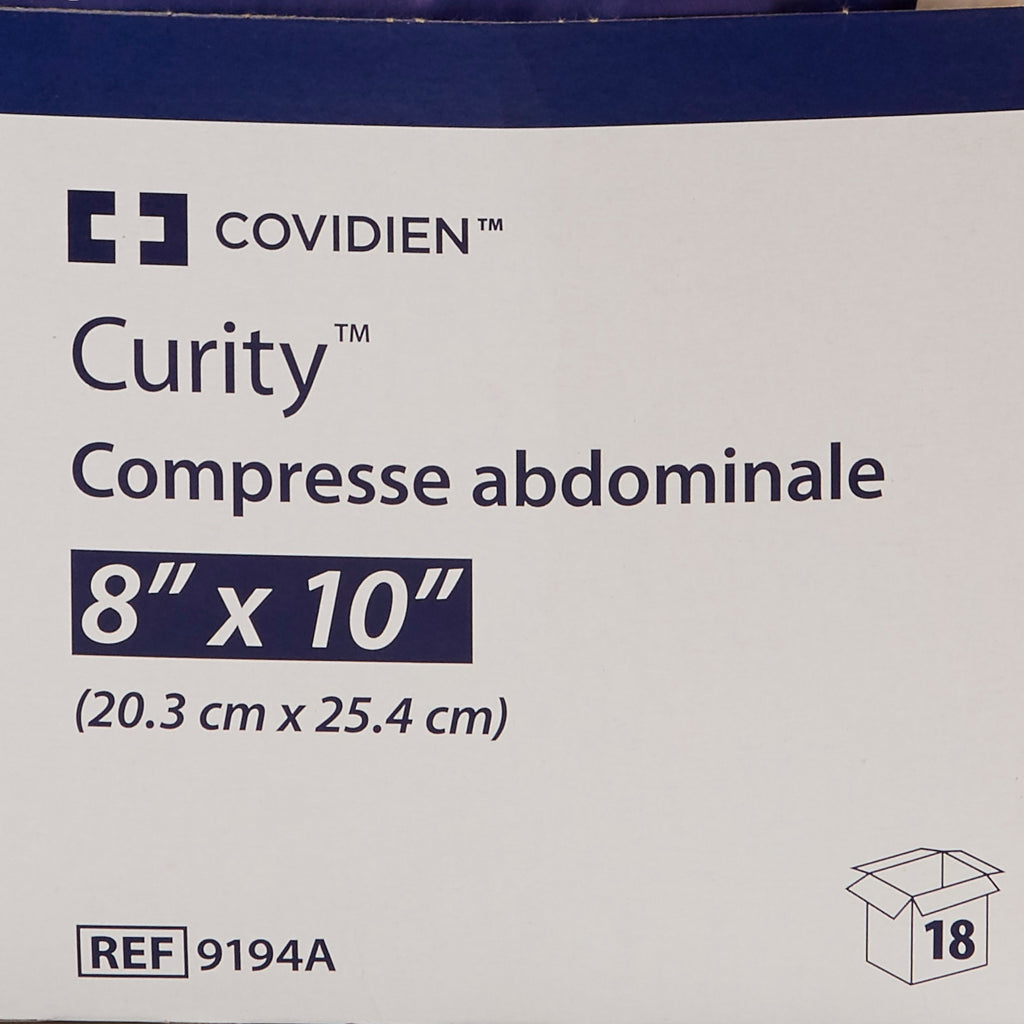 COVIDIEN™
Curity™
Compresse abdominale
8" x 10"
(20.3 cm x 25.4 cm)
REF 9194A
18